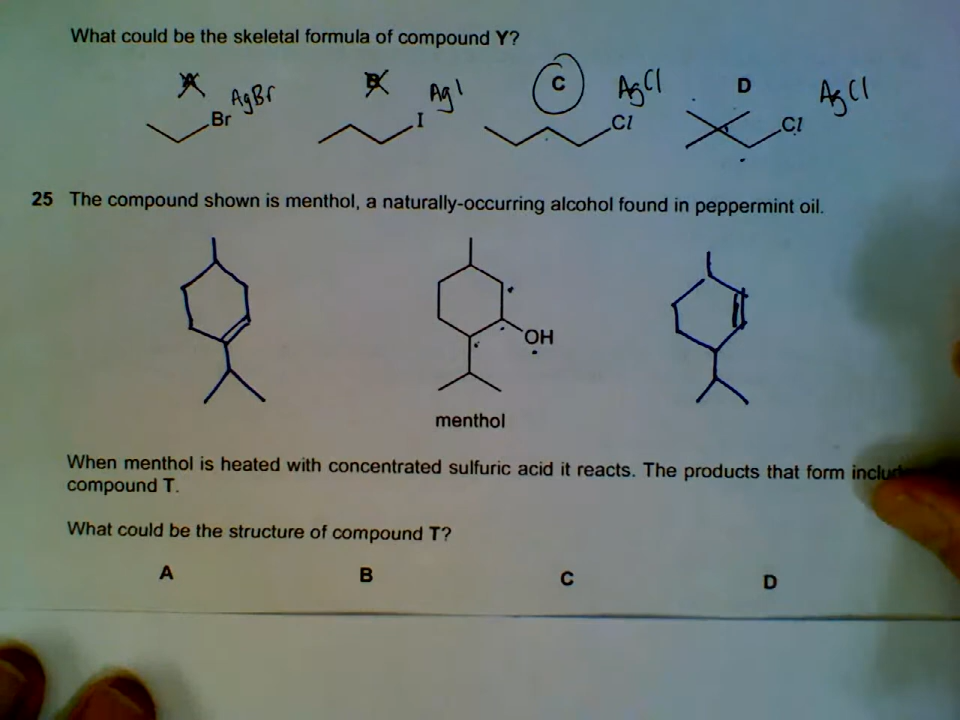 What could be the skeletal formula of compound Y?
A AgBr B AgI C AgCl D AgCl
Br I Cl Cl
25 The compound shown is menthol, a naturally-occurring alcohol found in peppermint oil.
OH
menthol
When menthol is heated with concentrated sulfuric acid it reacts. The products that form
compound T.
What could be the structure of compound T?
A B C D